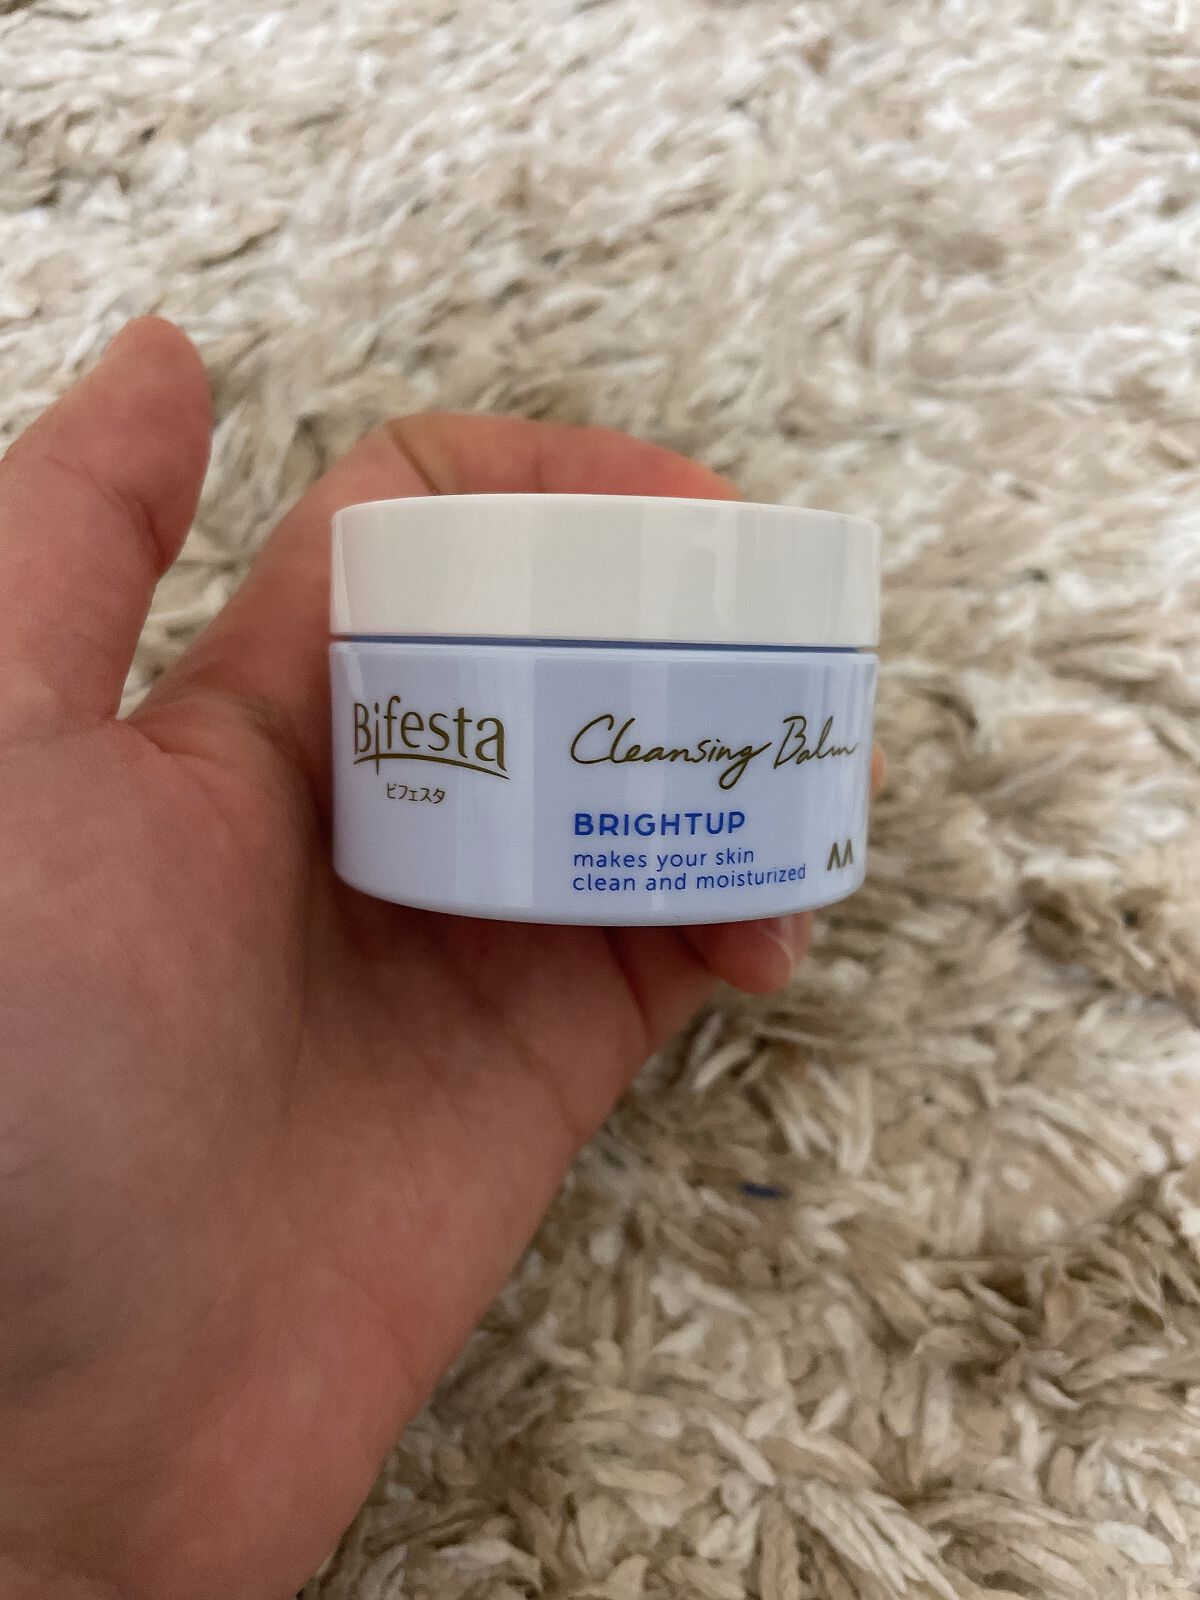 Bifesta
ビフェスタ
Cleansing Balm
BRIGHTUP
makes your skin
clean and moisturized